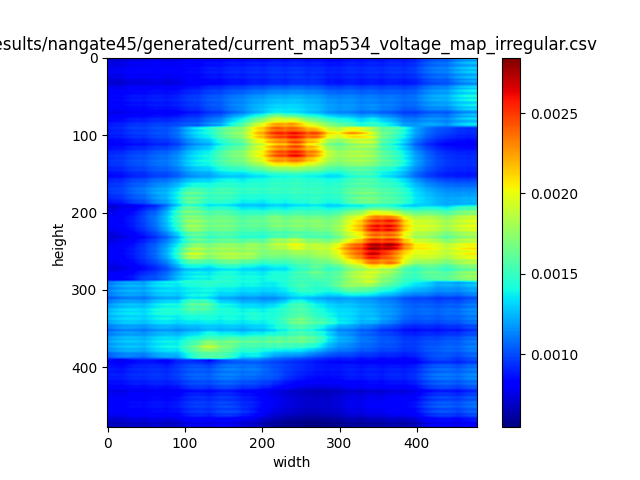 esults/nangate45/generated/current_map534_voltage_map_irregular.csv
0
100
200
300
400
height
0 100 200 300 400
width
0.0025
0.0020
0.0015
0.0010